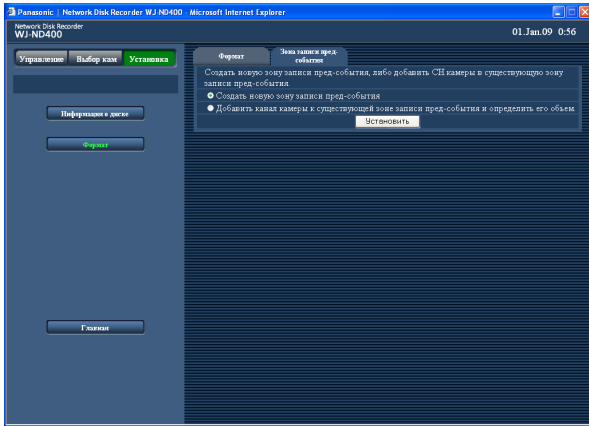 Panasonic | Network Disk Recorder WJ-ND400 - Microsoft Internet Explorer
Network Disk Recorder
WJ-ND400
01.Jan.09 0:56
Управление Выбор кам Установка
Формат
Зона записи пред-
события
Создать новую зону записи пред-события, либо добавить CH камеры в существующую зону
записи пред-события.
Создать новую зону записи пред-события
Добавить канал камеры к существующей зоне записи пред-события и определить его объем.
Установить
Информация о диске
Формат
Главная